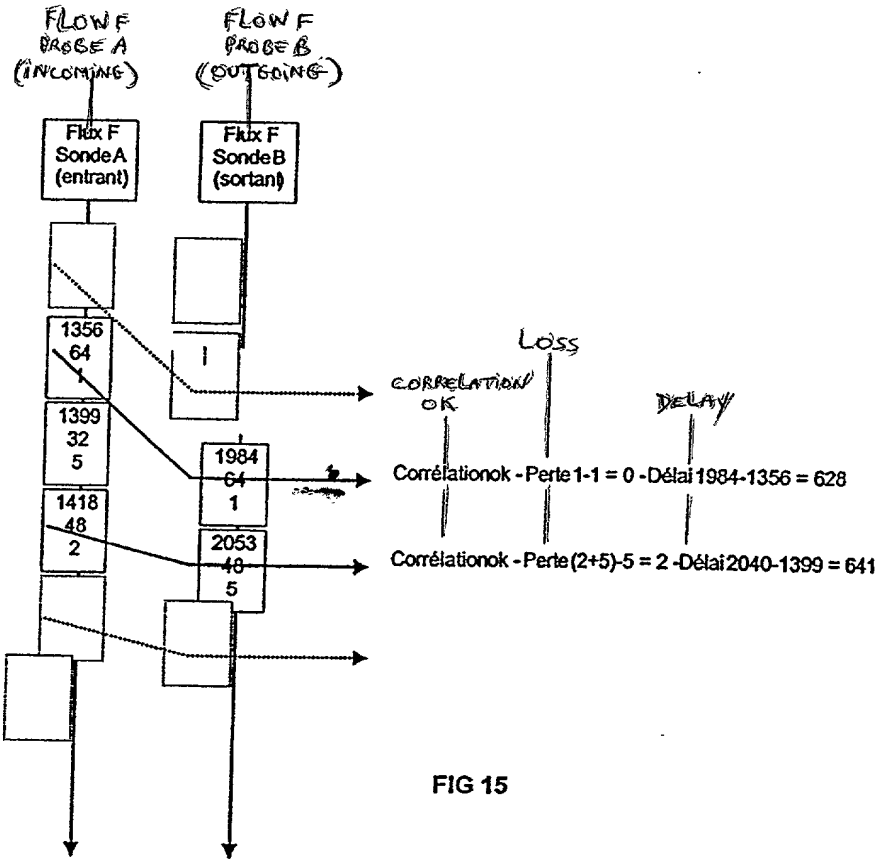 FLOW F
PROBE A
(INCOMING)
FLOW F
PROBE B
(OUTGOING)
Flux F
Sonde A
(entrant)
Flux F
Sonde B
(sortant)
1356
64
1
1399
32
5
1418
48
2
1
1984
64
1
2053
48
5
LOSS
CORRELATION
OK
DELAY
Corrélationok - Perte 1-1 = 0 -Délai 1984-1356 = 628
Corrélationok - Perte (2+5)-5 = 2 -Délai 2040-1399 = 641
FIG 15